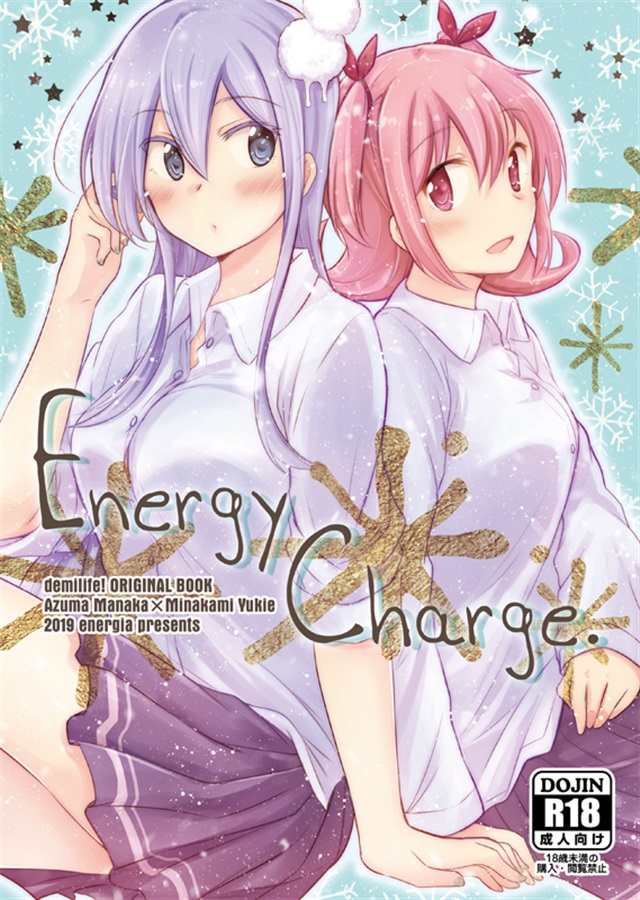 Energy
Charge.
demilife! ORIGINAL BOOK
Azuma Manaka×Minakami Yukie
2019 energia presents
DOJIN
R18
成人向け
18歳未満の
購入・閲覧禁止